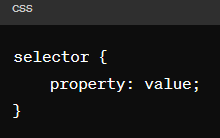 css
selector {
    property: value;
}